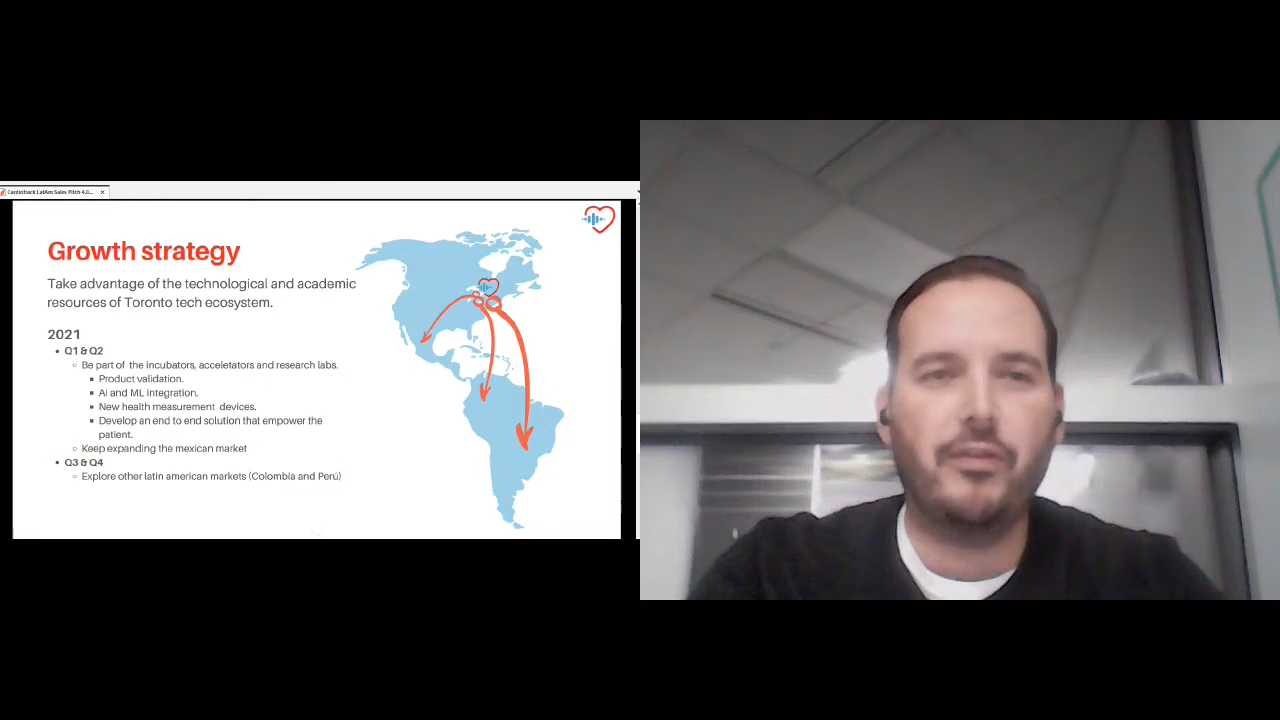 Cardiotrack LatAm Sales Pitch 4.0...
Growth strategy
Take advantage of the technological and academic
resources of Toronto tech ecosystem.
2021
• Q1 & Q2
○ Be part of the incubators, acceletators and research labs.
▪ Product validation.
▪ AI and ML integration.
▪ New health measurement devices.
▪ Develop an end to end solution that empower the
patient.
○ Keep expanding the mexican market
• Q3 & Q4
○ Explore other latin american markets (Colombia and Perú)